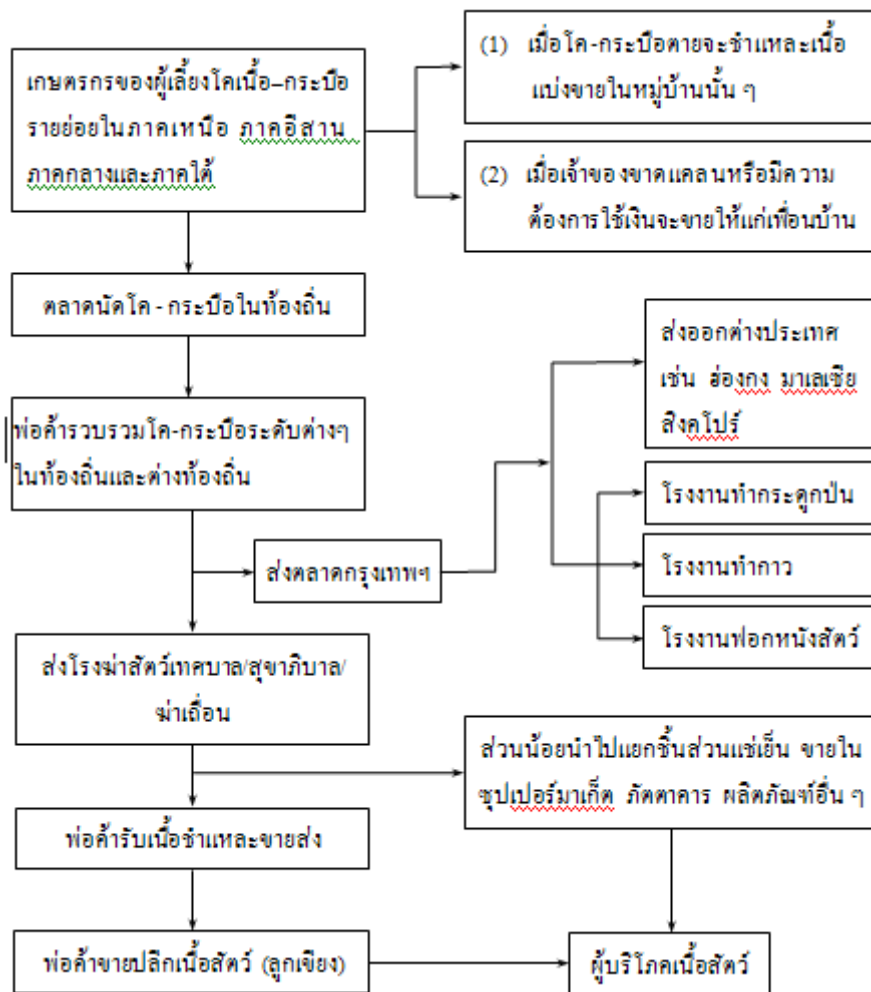 เกษตรกรของผู้เลี้ยงโคเนื้อ–กระบือ
รายย่อยในภาคเหนือ ภาคอีสาน
ภาคกลางและภาคใต้
(1) เมื่อโค-กระบือตายจะชำแหละเนื้อ
แบ่งขายในหมู่บ้านนั้น ๆ
(2) เมื่อเจ้าของขาดแคลนหรือมีความ
ต้องการใช้เงินจะขายให้แก่เพื่อนบ้าน
ตลาดนัดโค - กระบือในท้องถิ่น
พ่อค้ารวบรวมโค-กระบือระดับต่างๆ
ในท้องถิ่นและต่างท้องถิ่น
ส่งออกต่างประเทศ
เช่น ฮ่องกง มาเลเซีย
สิงคโปร์
โรงงานทำกระดูกป่น
ส่งตลาดกรุงเทพฯ
โรงงานทำกาว
โรงงานฟอกหนังสัตว์
ส่งโรงฆ่าสัตว์เทศบาล/สุขาภิบาล/
ฆ่าเถื่อน
ส่วนน้อยนำไปแยกชิ้นส่วนแช่เย็น ขายใน
ซุปเปอร์มาเก็ต ภัตตาคาร ผลิตภัณฑ์อื่น ๆ
พ่อค้ารับเนื้อชำแหละขายส่ง
พ่อค้าขายปลีกเนื้อสัตว์ (ลูกเขียง)
ผู้บริโภคเนื้อสัตว์